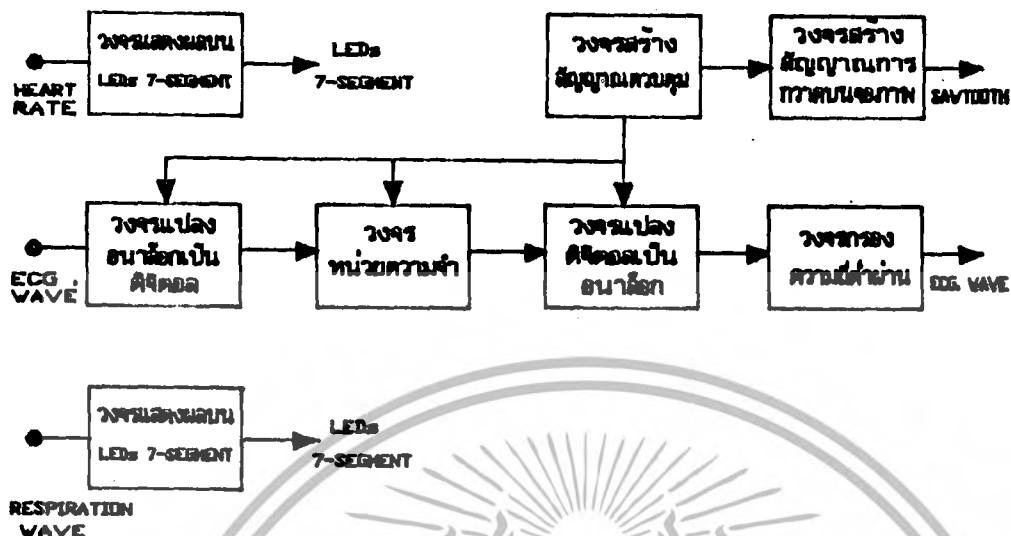 วงจรแสดงผลบน
LEDs 7-SEGMENT
HEART
RATE
LEDs
7-SEGMENT
วงจรสร้าง
สัญญาณควบคุม
วงจรสร้าง
สัญญาณการ
กวาดบนจอภาพ
SAWTOOTH
ECG.
WAVE.
วงจรแปลง
อนาล็อกเป็น
ดิจิตอล
วงจร
หน่วยความจำ
วงจรแปลง
ดิจิตอลเป็น
อนาล็อก
วงจรกรอง
ความถี่ต่ำผ่าน
ECG. WAVE
วงจรแสดงผลบน
LEDs 7-SEGMENT
LEDs
7-SEGMENT
RESPIRATION
WAVE